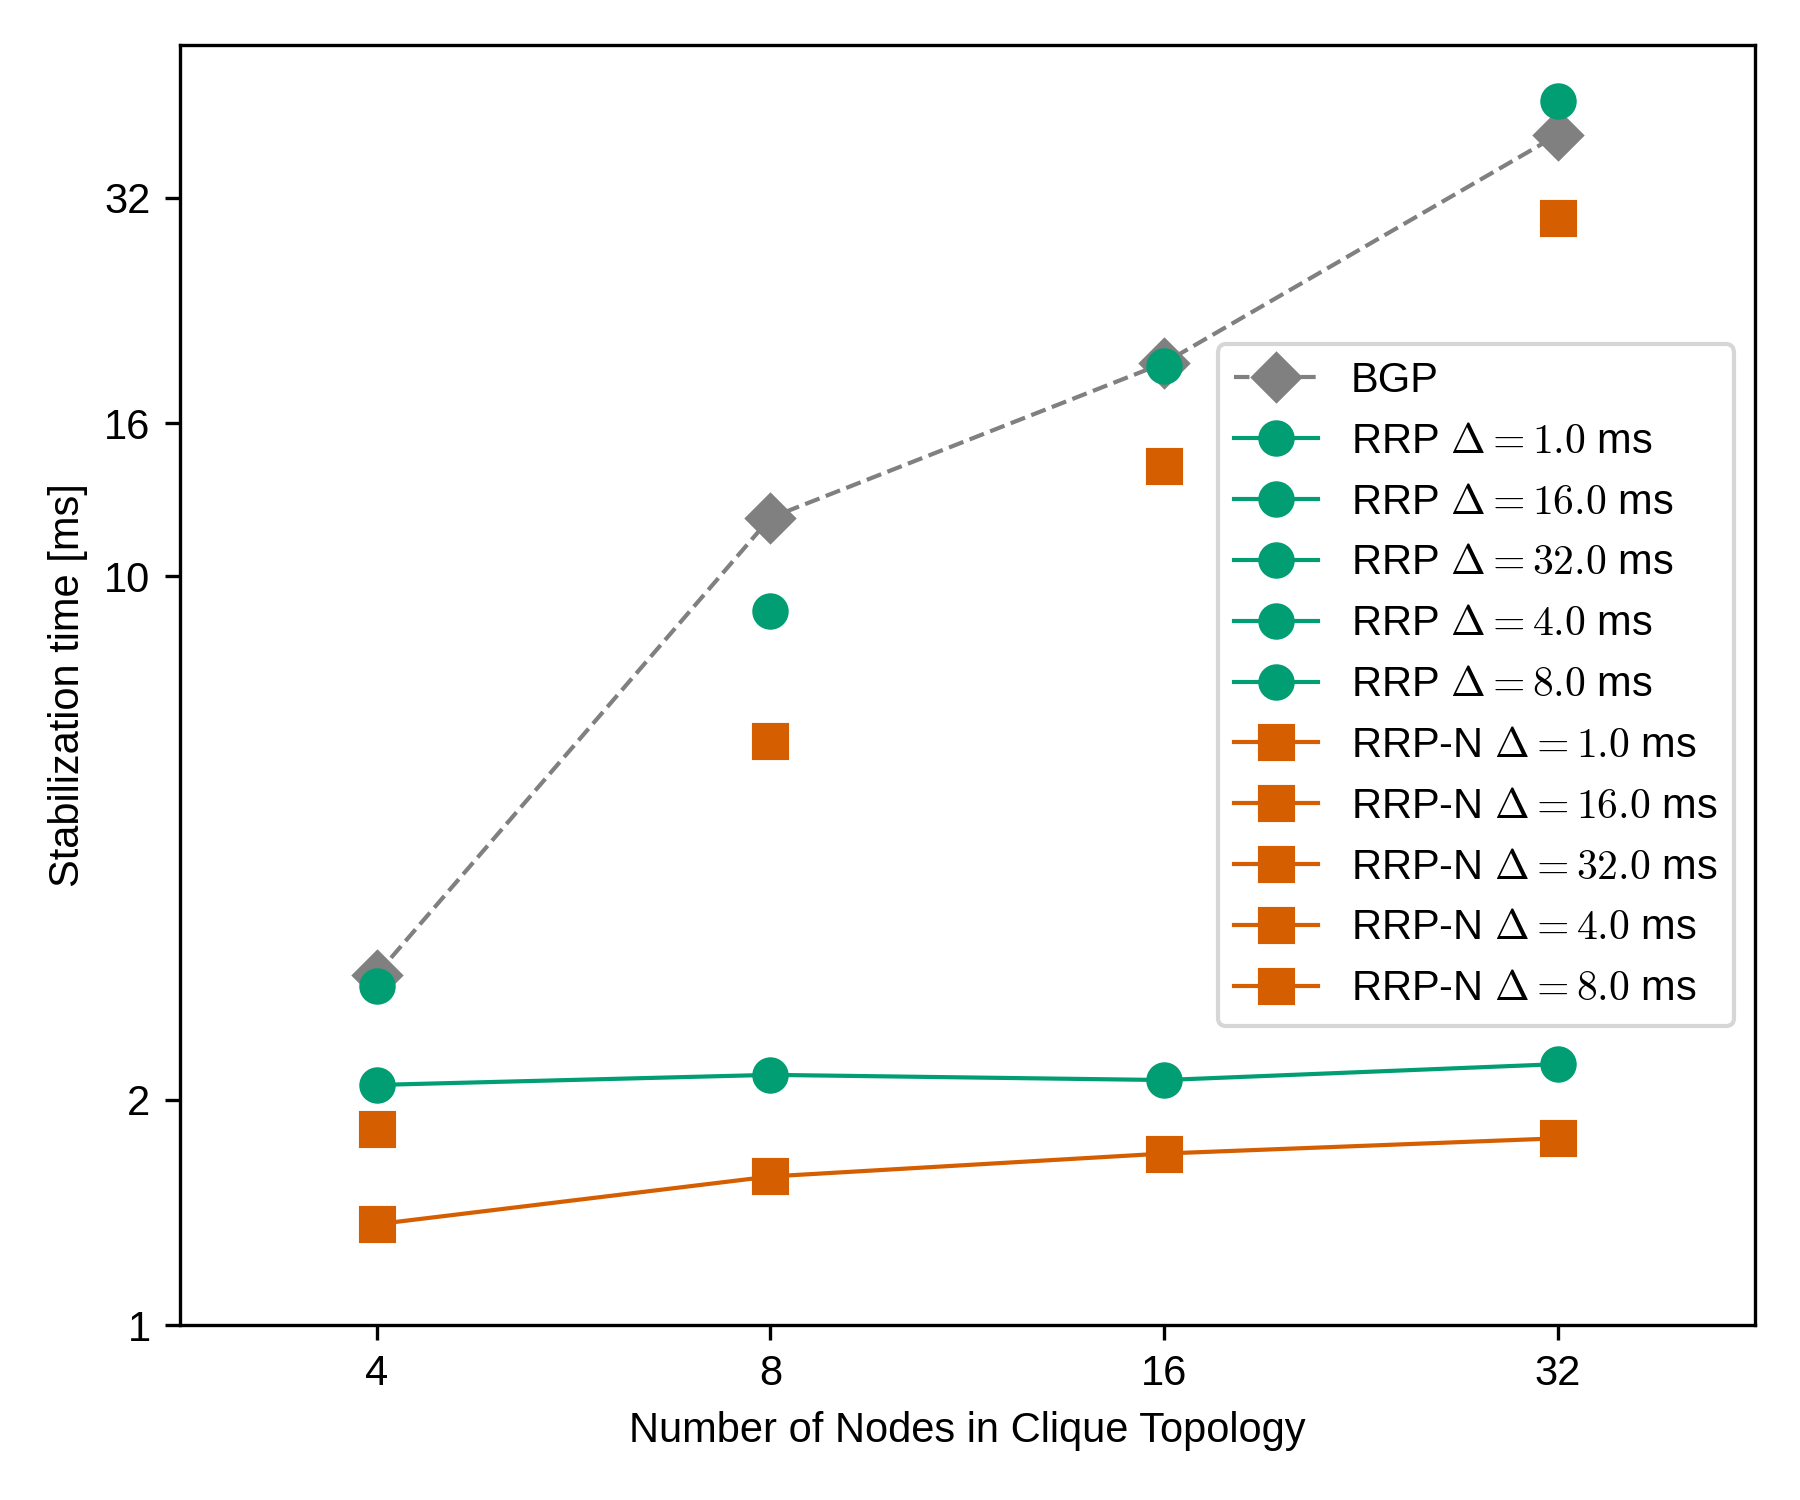 32
16
10
2
1
Stabilization time [ms]
4
8
16
32
Number of Nodes in Clique Topology
BGP
RRP Δ = 1.0 ms
RRP Δ = 16.0 ms
RRP Δ = 32.0 ms
RRP Δ = 4.0 ms
RRP Δ = 8.0 ms
RRP-N Δ = 1.0 ms
RRP-N Δ = 16.0 ms
RRP-N Δ = 32.0 ms
RRP-N Δ = 4.0 ms
RRP-N Δ = 8.0 ms